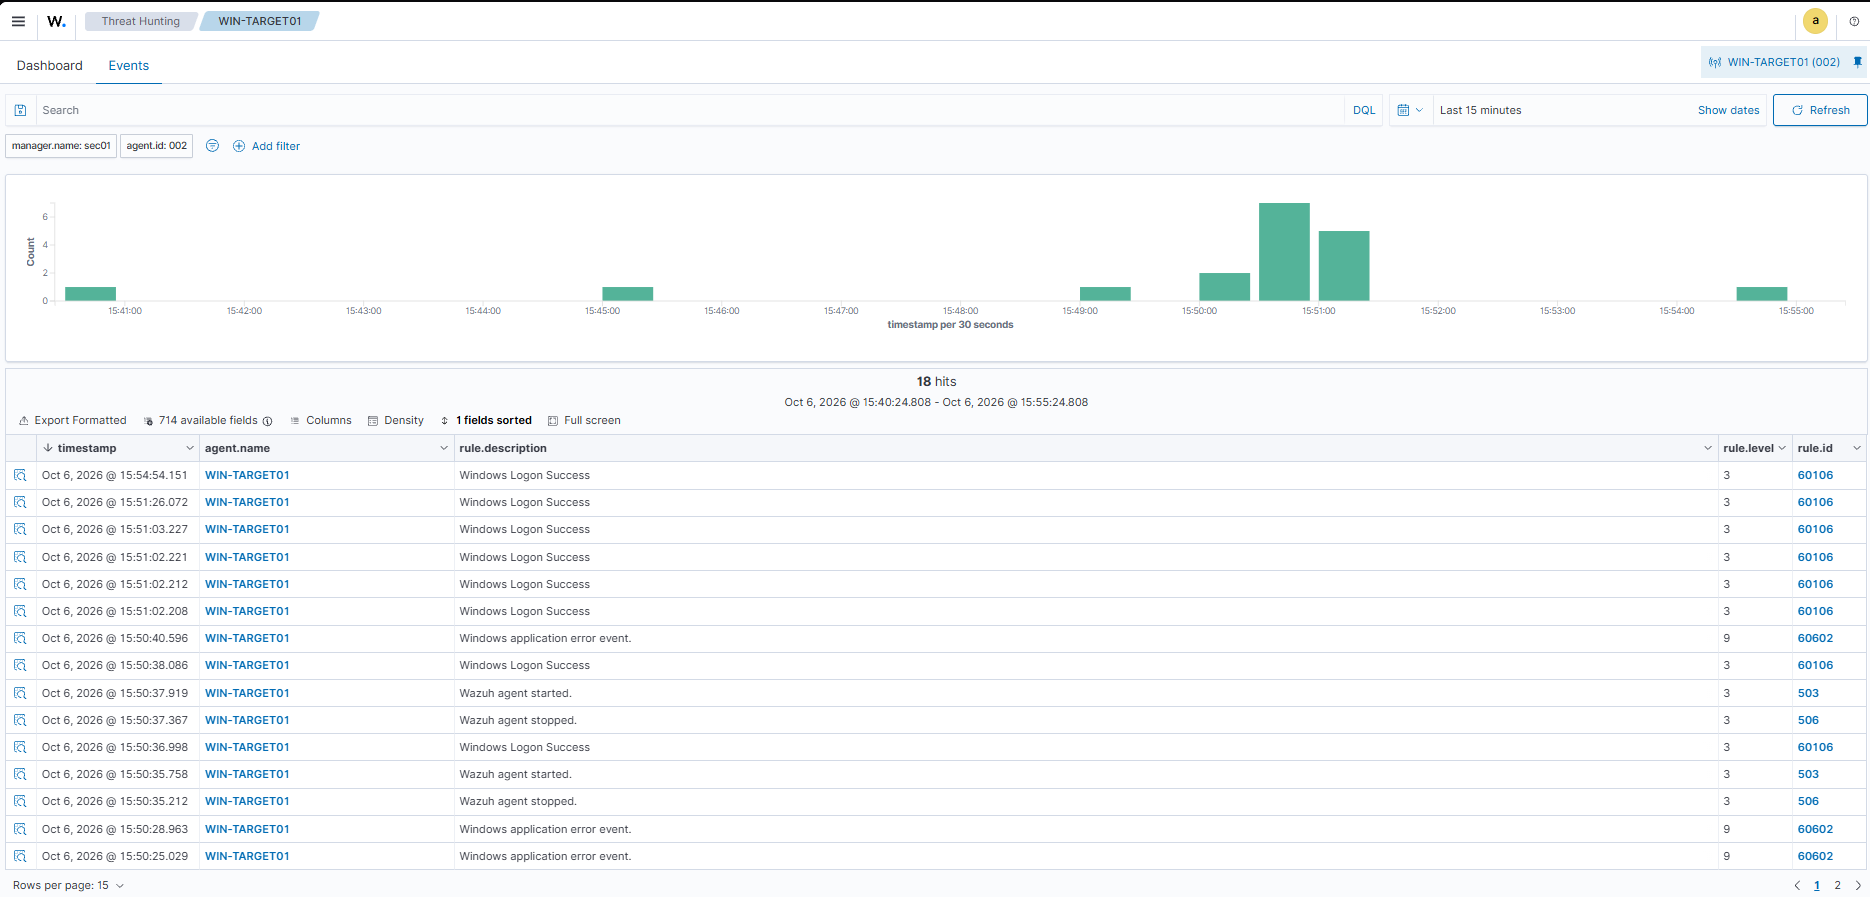 W. Threat Hunting WIN-TARGET01 a
Dashboard Events WIN-TARGET01 (002)
Search DQL Last 15 minutes Show dates Refresh
manager.name: sec01 agent.id: 002 Add filter
6
4
2
0
Count
15:41:00 15:42:00 15:43:00 15:44:00 15:45:00 15:46:00 15:47:00 15:48:00 15:49:00 15:50:00 15:51:00 15:52:00 15:53:00 15:54:00 15:55:00
timestamp per 30 seconds
18 hits
Oct 6, 2026 @ 15:40:24.808 - Oct 6, 2026 @ 15:55:24.808
Export Formatted 714 available fields Columns Density 1 fields sorted Full screen
timestamp agent.name rule.description rule.level rule.id
Oct 6, 2026 @ 15:54:54.151 WIN-TARGET01 Windows Logon Success 3 60106
Oct 6, 2026 @ 15:51:26.072 WIN-TARGET01 Windows Logon Success 3 60106
Oct 6, 2026 @ 15:51:03.227 WIN-TARGET01 Windows Logon Success 3 60106
Oct 6, 2026 @ 15:51:02.221 WIN-TARGET01 Windows Logon Success 3 60106
Oct 6, 2026 @ 15:51:02.212 WIN-TARGET01 Windows Logon Success 3 60106
Oct 6, 2026 @ 15:51:02.208 WIN-TARGET01 Windows Logon Success 3 60106
Oct 6, 2026 @ 15:50:40.596 WIN-TARGET01 Windows application error event. 9 60602
Oct 6, 2026 @ 15:50:38.086 WIN-TARGET01 Windows Logon Success 3 60106
Oct 6, 2026 @ 15:50:37.919 WIN-TARGET01 Wazuh agent started. 3 503
Oct 6, 2026 @ 15:50:37.367 WIN-TARGET01 Wazuh agent stopped. 3 506
Oct 6, 2026 @ 15:50:36.998 WIN-TARGET01 Windows Logon Success 3 60106
Oct 6, 2026 @ 15:50:35.758 WIN-TARGET01 Wazuh agent started. 3 503
Oct 6, 2026 @ 15:50:35.212 WIN-TARGET01 Wazuh agent stopped. 3 506
Oct 6, 2026 @ 15:50:28.963 WIN-TARGET01 Windows application error event. 9 60602
Oct 6, 2026 @ 15:50:25.029 WIN-TARGET01 Windows application error event. 9 60602
Rows per page: 15 1 2